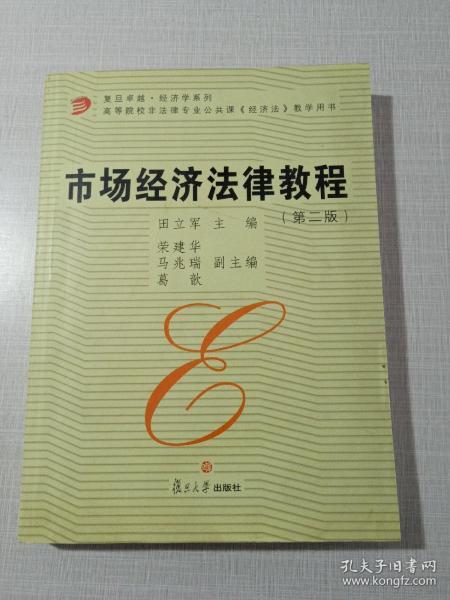 复旦卓越·经济学系列
高等院校非法律专业公共课《经济法》教学用书
市场经济法律教程
(第二版)
田立军 主 编
荣建华
马兆瑞 副主编
葛 歆
E
复旦大学出版社
孔夫子旧书网
www.kongfz.com